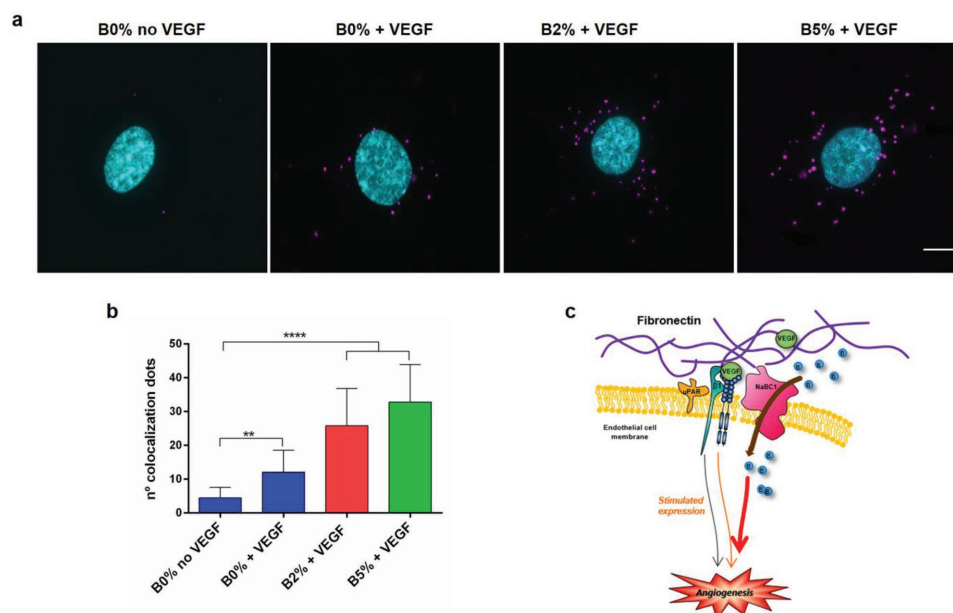 a
B0% no VEGF
B0% + VEGF
B2% + VEGF
B5% + VEGF
b
nº colocalization dots
50
40
30
20
10
0
****
**
B0% no VEGF
B0% + VEGF
B2% + VEGF
B5% + VEGF
c
Fibronectin
VEGF
VEGF
uPAR
NaBC1
Endothelial cell
membrane
Stimulated
expression
Angiogenesis